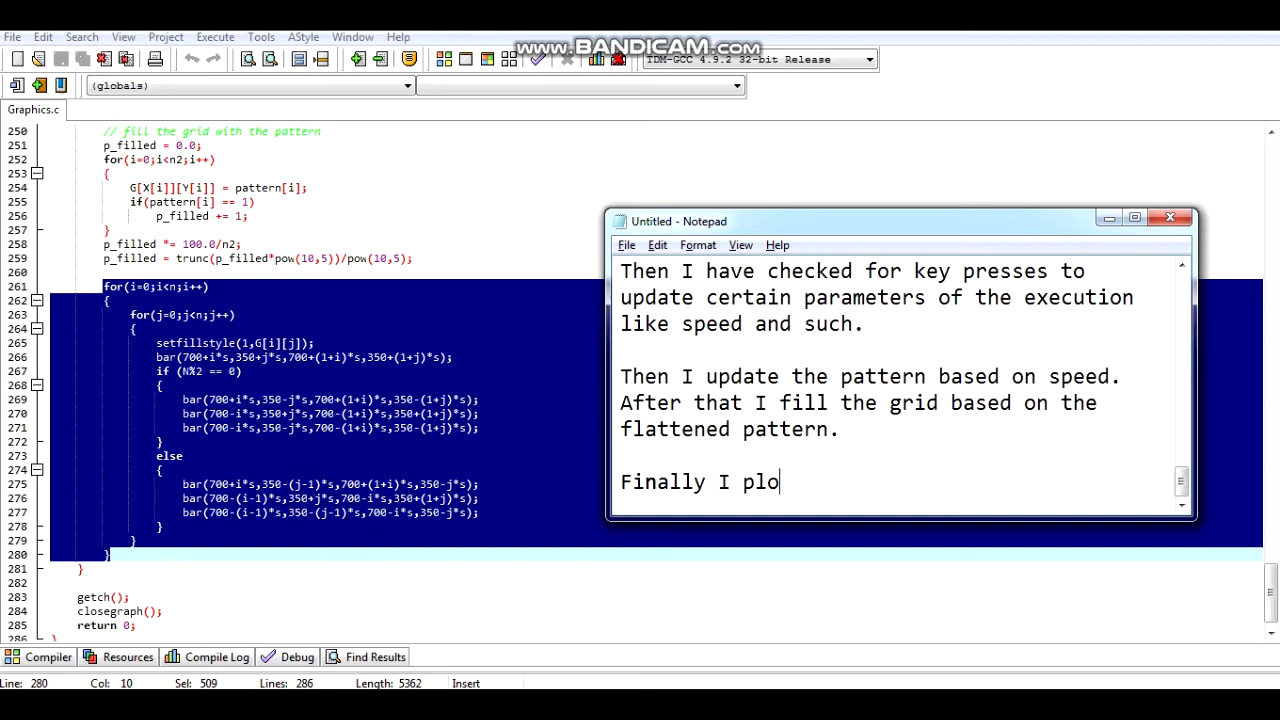 www.BANDICAM.com
File Edit Search View Project Execute Tools AStyle Window Help
TDM-GCC 4.9.2 32-bit Release
(globals)
Graphics.c
250 // fill the grid with the pattern
251 p_filled = 0.0;
252 for(i=0;i<n2;i++)
253 {
254 G[X[i]][Y[i]] = pattern[i];
255 if(pattern[i] == 1)
256 p_filled += 1;
257 }
258 p_filled *= 100.0/n2;
259 p_filled = trunc(p_filled*pow(10,5))/pow(10,5);
260
261 for(i=0;i<n;i++)
262 {
263 for(j=0;j<n;j++)
264 {
265 setfillstyle(1,G[i][j]);
266 bar(700+i*s,350+j*s,700+(1+i)*s,350+(1+j)*s);
267 if (N%2 == 0)
268 {
269 bar(700+i*s,350-j*s,700+(1+i)*s,350-(1+j)*s);
270 bar(700-i*s,350+j*s,700-(1+i)*s,350+(1+j)*s);
271 bar(700-i*s,350-j*s,700-(1+i)*s,350-(1+j)*s);
272 }
273 else
274 {
275 bar(700+i*s,350-(j-1)*s,700+(1+i)*s,350-j*s);
276 bar(700-(i-1)*s,350+j*s,700-i*s,350+(1+j)*s);
277 bar(700-(i-1)*s,350-(j-1)*s,700-i*s,350-j*s);
278 }
279 }
280 }
281 }
282
283 getch();
284 closegraph();
285 return 0;
286 }
Untitled - Notepad
File Edit Format View Help
Then I have checked for key presses to
update certain parameters of the execution
like speed and such.
Then I update the pattern based on speed.
After that I fill the grid based on the
flattened pattern.
Finally I plo
Compiler Resources Compile Log Debug Find Results
Line: 280 Col: 10 Sel: 509 Lines: 286 Length: 5362 Insert